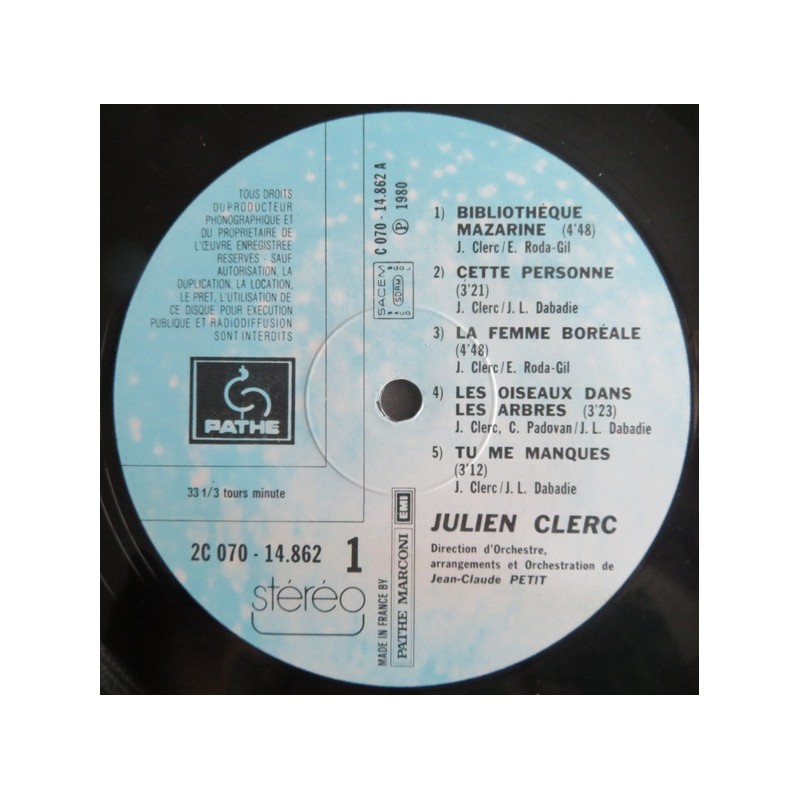 TOUS DROITS
DU PRODUCTEUR
PHONOGRAPHIQUE ET
DU PROPRIETAIRE DE
L'ŒUVRE ENREGISTREE
RESERVES - SAUF
AUTORISATION, LA
DUPLICATION, LA LOCATION,
LE PRET, L'UTILISATION DE
CE DISQUE POUR EXECUTION
PUBLIQUE ET RADIODIFFUSION
SONT INTERDITS
PATHE
33 1/3 tours minute
2C 070 - 14.862 1
stéréo
C 070 - 14.862 A
Ⓟ 1980
SACEM
SDRM
MADE IN FRANCE BY
PATHE MARCONI EMI
1) BIBLIOTHÈQUE
MAZARINE (4'48)
J. Clerc/E. Roda-Gil
2) CETTE PERSONNE
(3'21)
J. Clerc/J.L. Dabadie
3) LA FEMME BORÉALE
(4'48)
J. Clerc/E. Roda-Gil
4) LES OISEAUX DANS
LES ARBRES (3'23)
J. Clerc, C. Padovan/J.L. Dabadie
5) TU ME MANQUES
(3'12)
J. Clerc/J.L. Dabadie
JULIEN CLERC
Direction d'Orchestre,
arrangements et Orchestration de
Jean-Claude PETIT